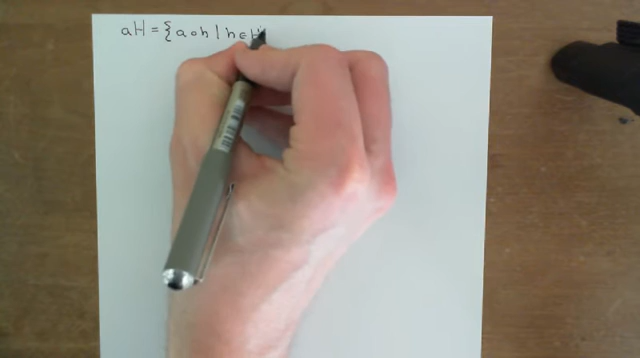 aH = {a∘h | h ∈ H